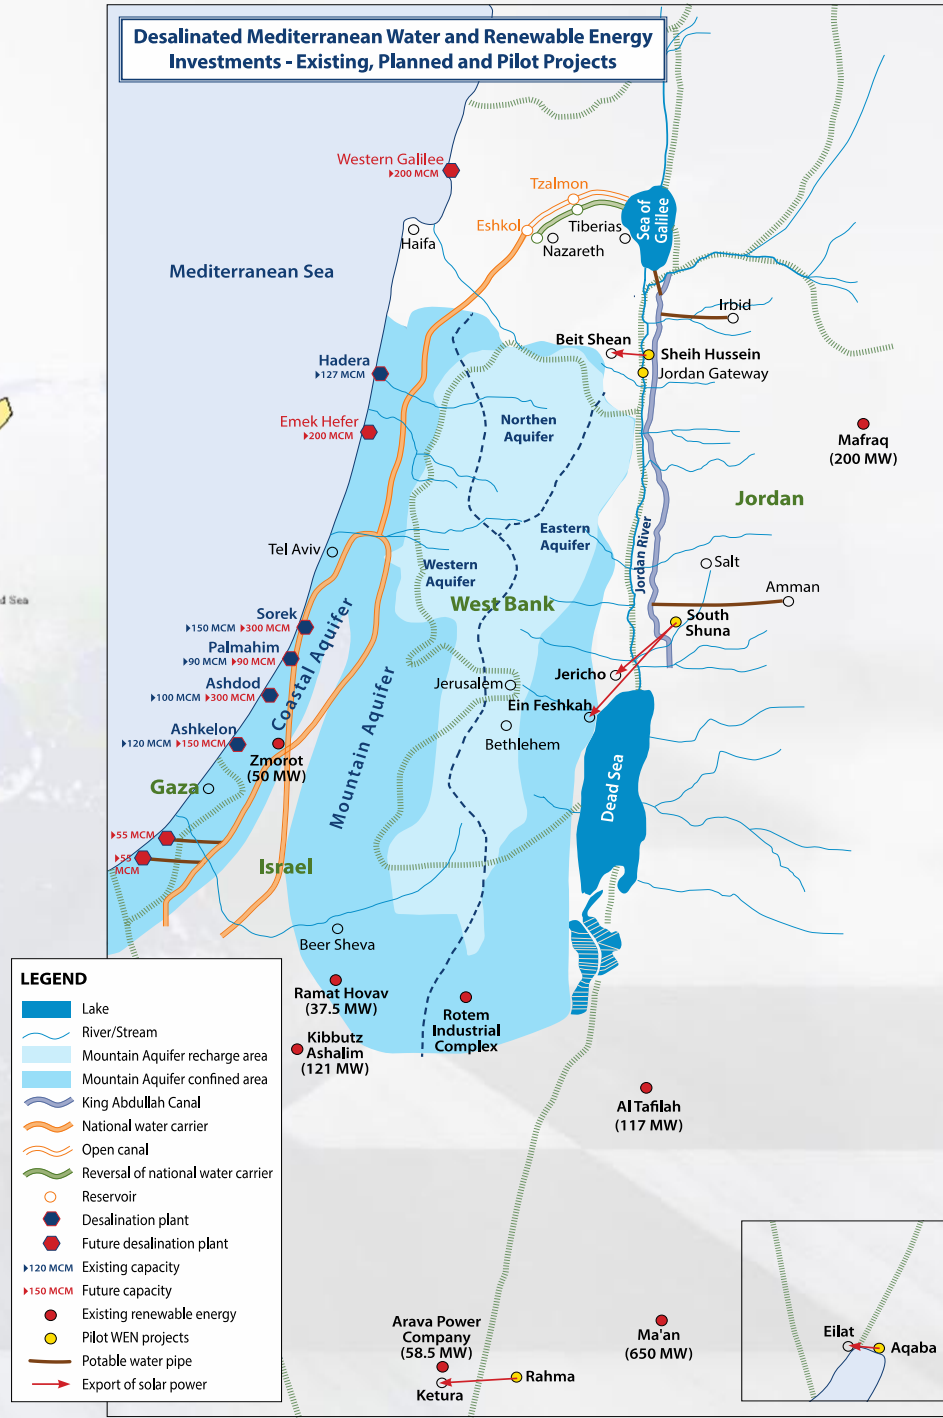 Desalinated Mediterranean Water and Renewable Energy
Investments - Existing, Planned and Pilot Projects
Western Galilee
200 MCM
Tzalmon
Eshkol
Tiberias
Sea of
Galilee
Haifa
Nazareth
Mediterranean Sea
Irbid
Beit Shean
Sheih Hussein
Jordan Gateway
Hadera
127 MCM
Emek Hefer
200 MCM
Northen
Aquifer
Mafraq
(200 MW)
Jordan
Eastern
Aquifer
Jordan River
Tel Aviv
Western
Aquifer
Salt
Amman
West Bank
d Sea
Sorek
150 MCM 300 MCM
South
Shuna
Palmahim
90 MCM 90 MCM
Coastal Aquifer
Mountain Aquifer
Jericho
Ashdod
100 MCM 300 MCM
Jerusalem
Ein Feshkah
Ashkelon
120 MCM 150 MCM
Bethlehem
Zmorot
(50 MW)
Dead Sea
Gaza
55 MCM
55
MCM
Israel
Beer Sheva
Ramat Hovav
(37.5 MW)
Rotem
Industrial
Complex
Kibbutz
Ashalim
(121 MW)
Al Tafilah
(117 MW)
LEGEND
Lake
River/Stream
Mountain Aquifer recharge area
Mountain Aquifer confined area
King Abdullah Canal
National water carrier
Open canal
Reversal of national water carrier
Reservoir
Desalination plant
Future desalination plant
120 MCM Existing capacity
150 MCM Future capacity
Existing renewable energy
Pilot WEN projects
Potable water pipe
Export of solar power
Arava Power
Company
(58.5 MW)
Ketura
Rahma
Ma'an
(650 MW)
Eilat
Aqaba